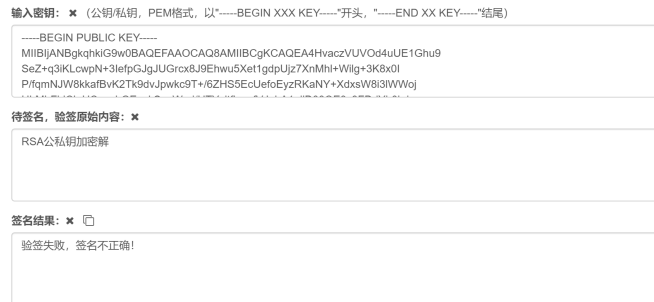 输入密钥： ✖ （公钥/私钥，PEM格式，以"-----BEGIN XXX KEY-----"开头，"-----END XX KEY-----"结尾）
-----BEGIN PUBLIC KEY-----
MIIBIjANBgkqhkiG9w0BAQEFAAOCAQ8AMIIBCgKCAQEA4HvaczVUVOd4uUE1Ghu9
SeZ+q3iKLcwpN+3IefpGJgJUGrcx8J9Ehwu5Xet1gdpUjz7XnMhI+Wilg+3K8x0I
P/fqmNJW8kkafBvK2Tk9dvJpwkc9T+/6ZHS5EcUefoEyzRKaNY+XdxsW8i3lWWoj
待签名，验签原始内容：✖
RSA公私钥加密解
签名结果：✖
验签失败，签名不正确！